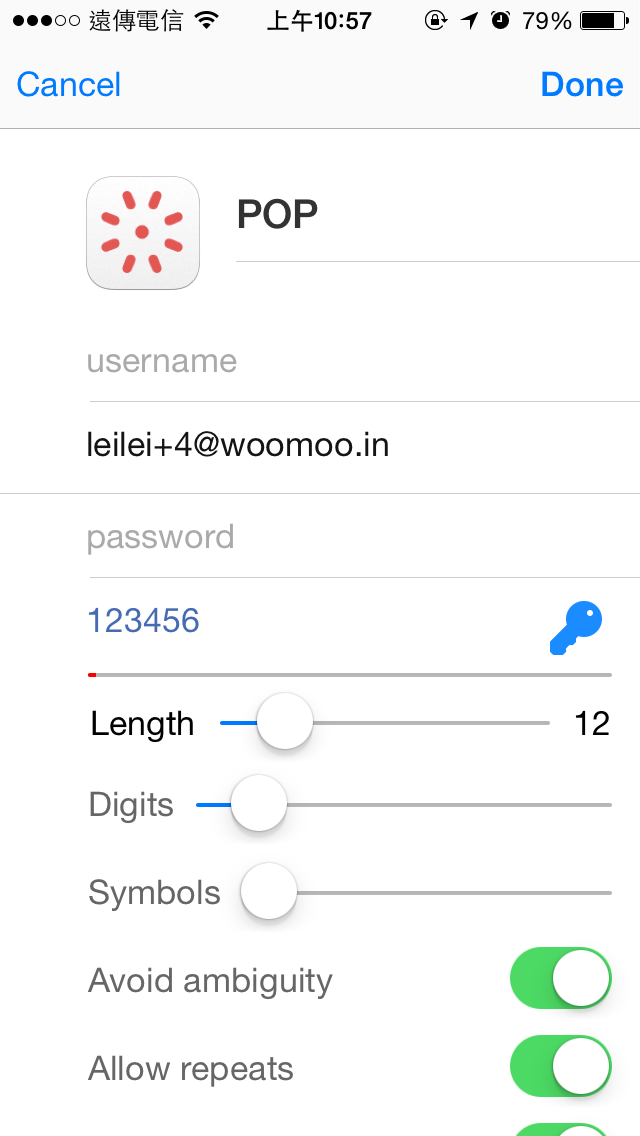 遠傳電信 上午10:57 79%
Cancel Done
POP
username
leilei+4@woomoo.in
password
123456
Length 12
Digits
Symbols
Avoid ambiguity
Allow repeats